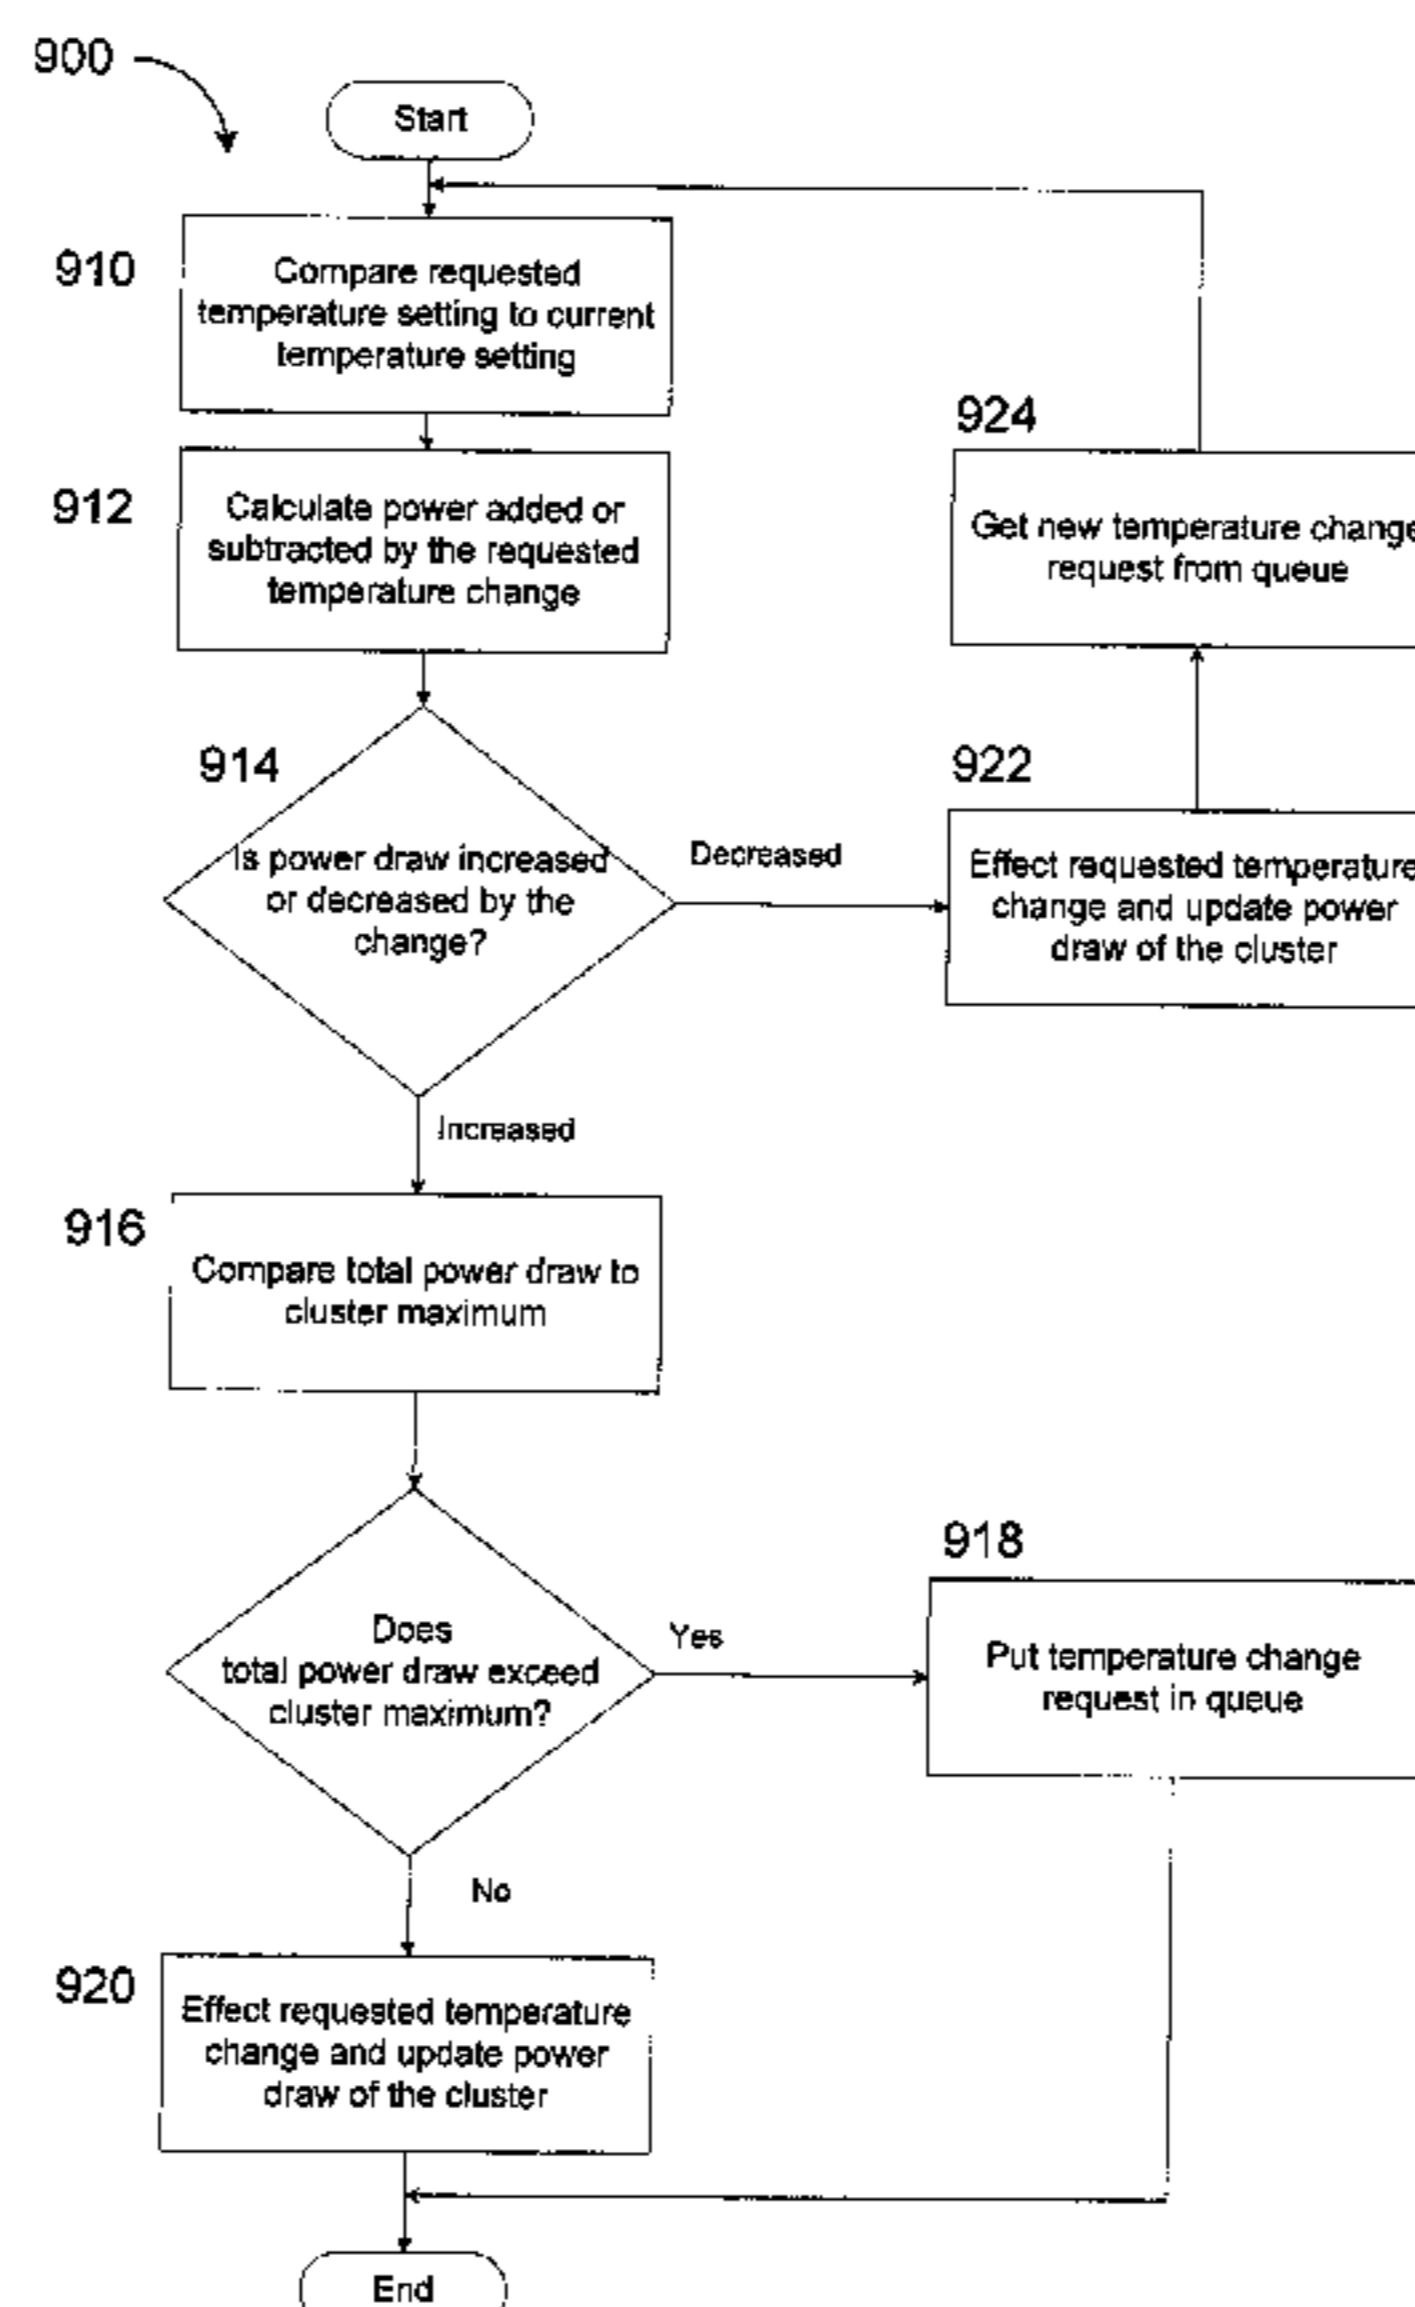 900
Start
910
Compare requested
temperature setting to current
temperature setting
912
Calculate power added or
subtracted by the requested
temperature change
924
Get new temperature change
request from queue
914
Is power draw increased
or decreased by the
change?
Decreased
922
Effect requested temperature
change and update power
draw of the cluster
Increased
916
Compare total power draw to
cluster maximum
Does
total power draw exceed
cluster maximum?
Yes
918
Put temperature change
request in queue
No
920
Effect requested temperature
change and update power
draw of the cluster
End